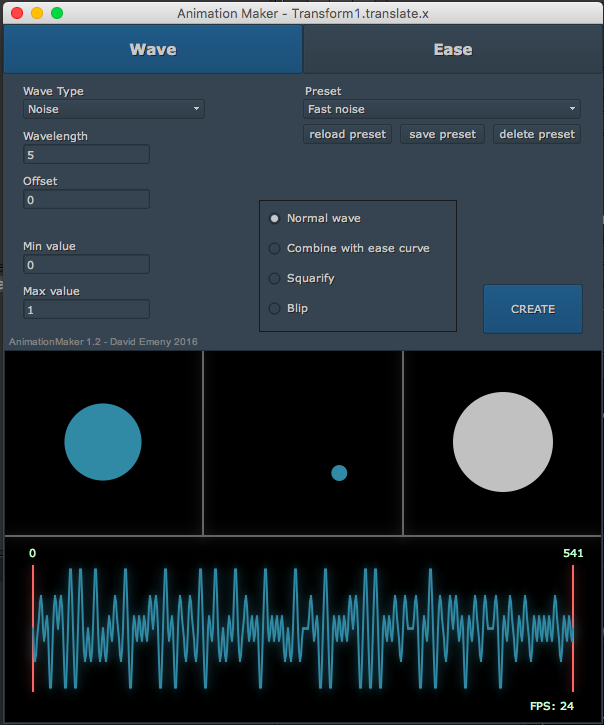 Animation Maker - Transform1.translate.x
Wave Ease
Wave Type Preset
Noise Fast noise
Wavelength reload preset save preset delete preset
5
Offset
0
Normal wave
Min value Combine with ease curve
0
Squarify
Max value
1 Blip CREATE
AnimationMaker 1.2 - David Emeny 2016
0 541
FPS: 24